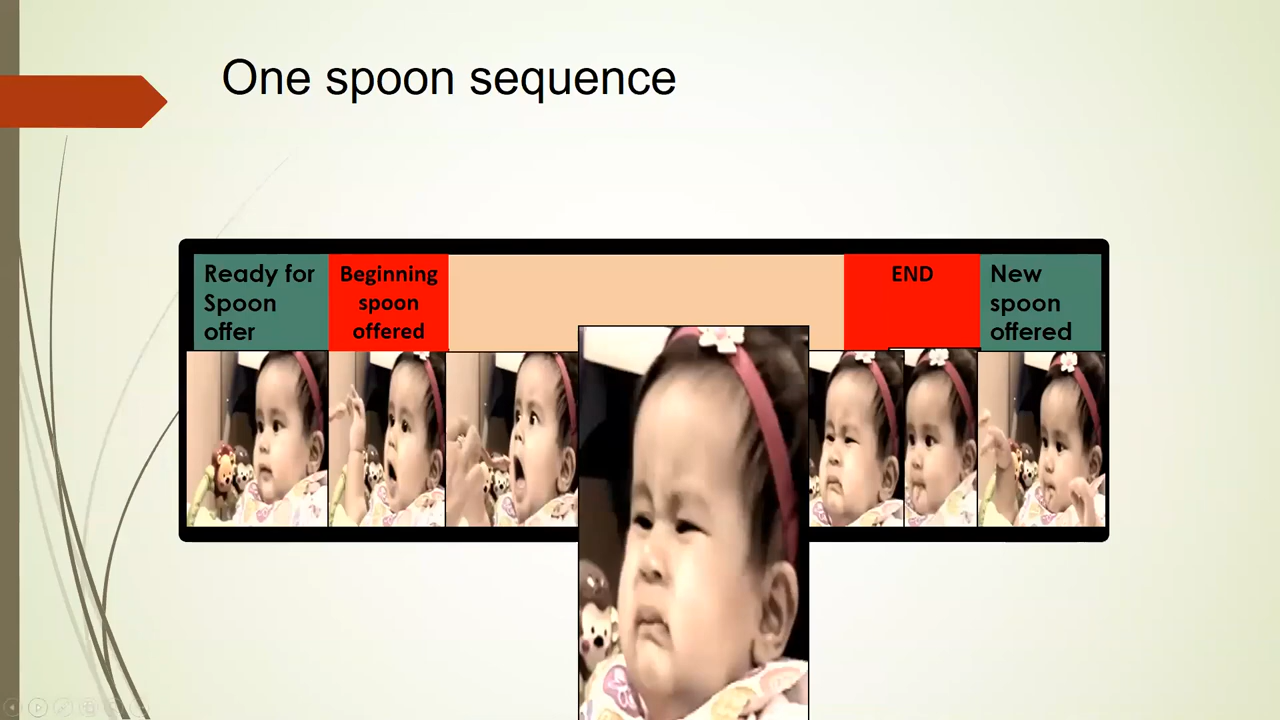 One spoon sequence
Ready for
Spoon
offer
Beginning
spoon
offered
END
New
spoon
offered